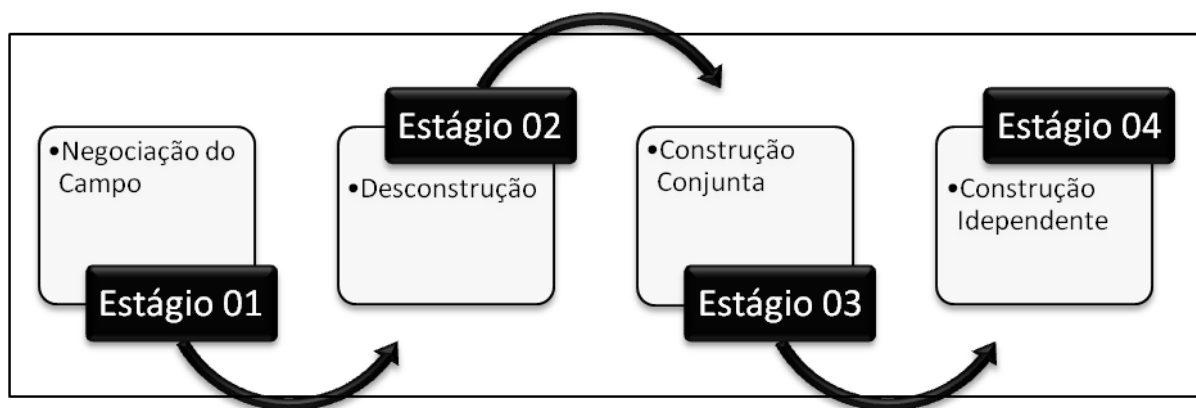 •Negociação do
Campo
Estágio 01
Estágio 02
•Desconstrução
•Construção
Conjunta
Estágio 03
Estágio 04
•Construção
Idependente